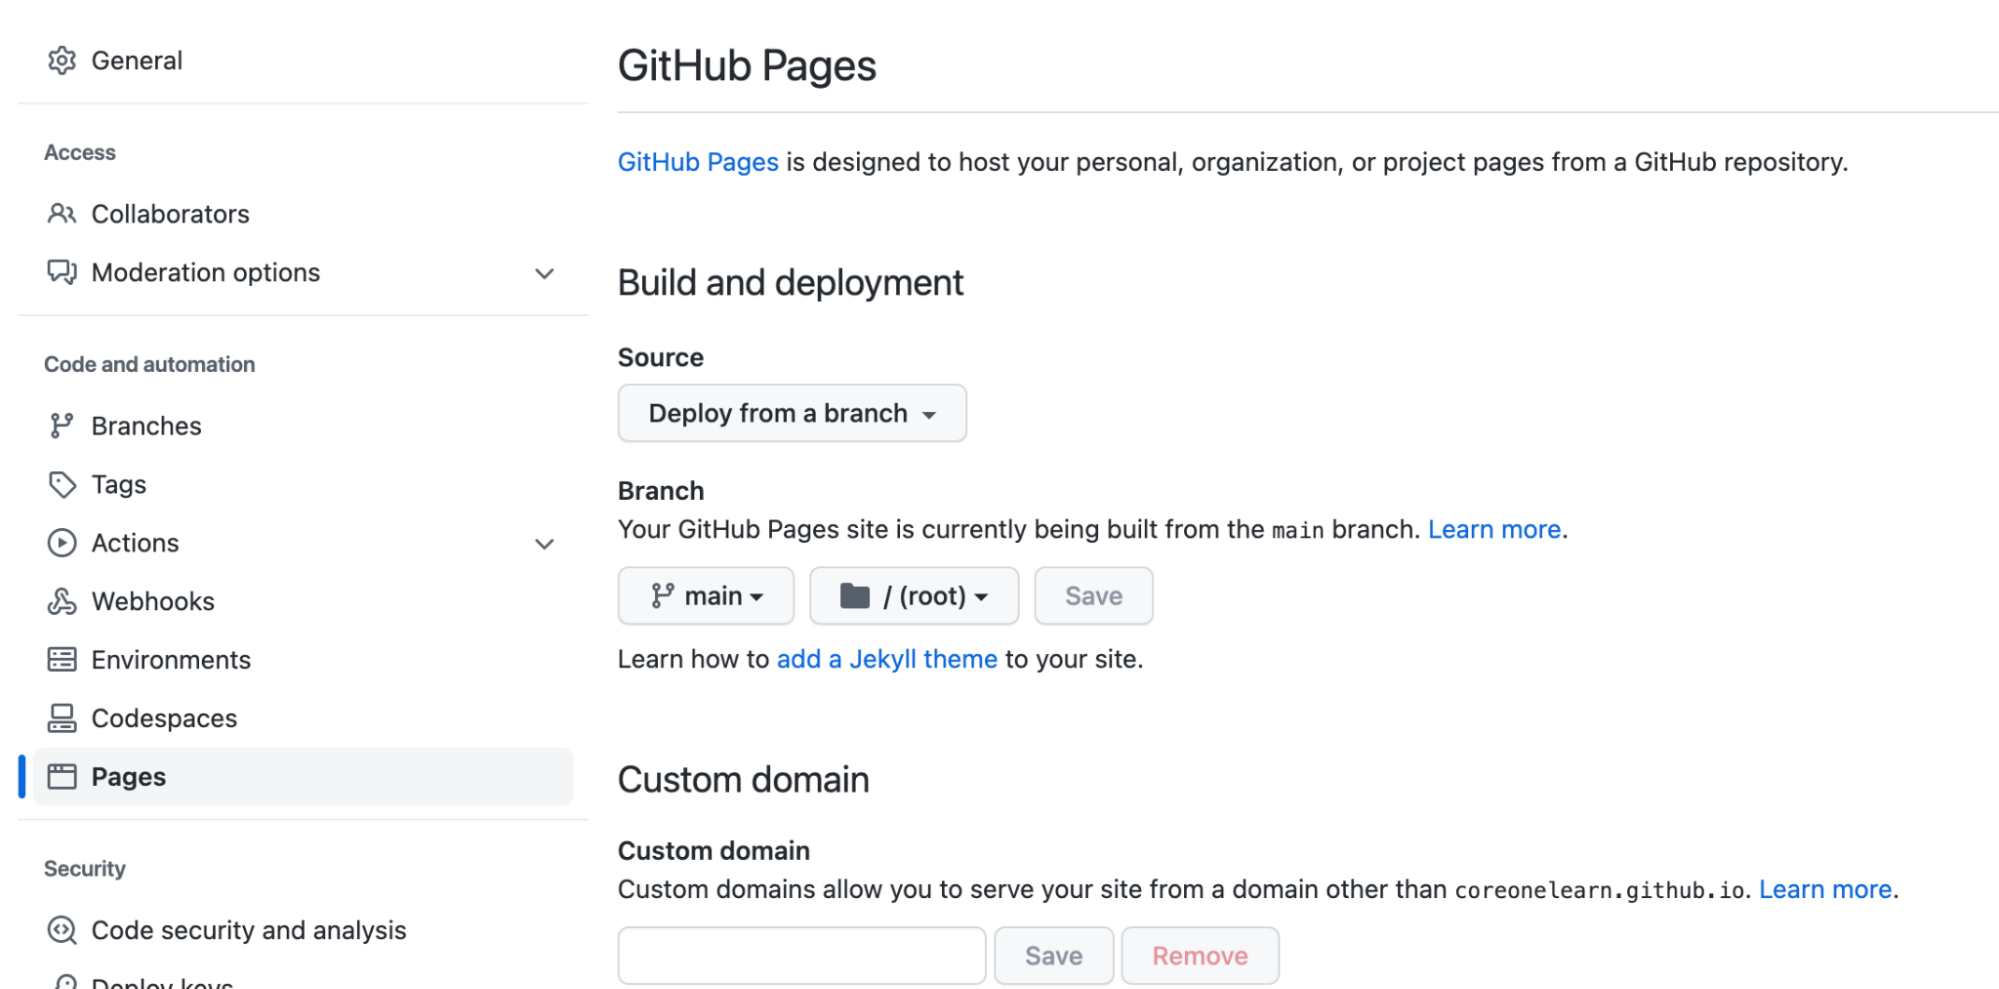 General
Access
Collaborators
Moderation options
Code and automation
Branches
Tags
Actions
Webhooks
Environments
Codespaces
Pages
Security
Code security and analysis
Deploy keys
GitHub Pages
GitHub Pages is designed to host your personal, organization, or project pages from a GitHub repository.
Build and deployment
Source
Deploy from a branch
Branch
Your GitHub Pages site is currently being built from the main branch. Learn more.
main / (root) Save
Learn how to add a Jekyll theme to your site.
Custom domain
Custom domain
Custom domains allow you to serve your site from a domain other than coreonelearn.github.io. Learn more.
Save Remove